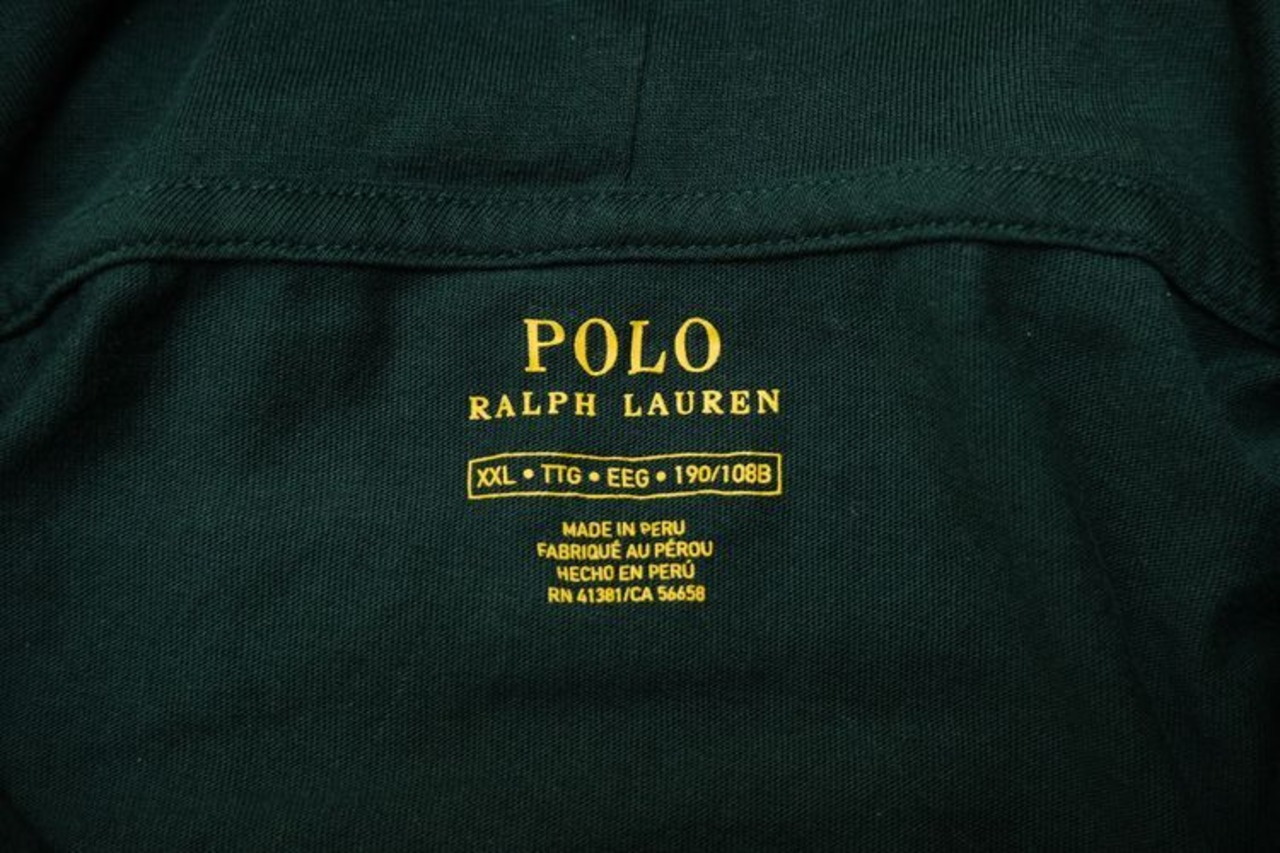 POLO
RALPH LAUREN
XXL • TTG • EEG • 190/108B
MADE IN PERU
FABRIQUÉ AU PÉROU
HECHO EN PERÚ
RN 41381/CA 56658